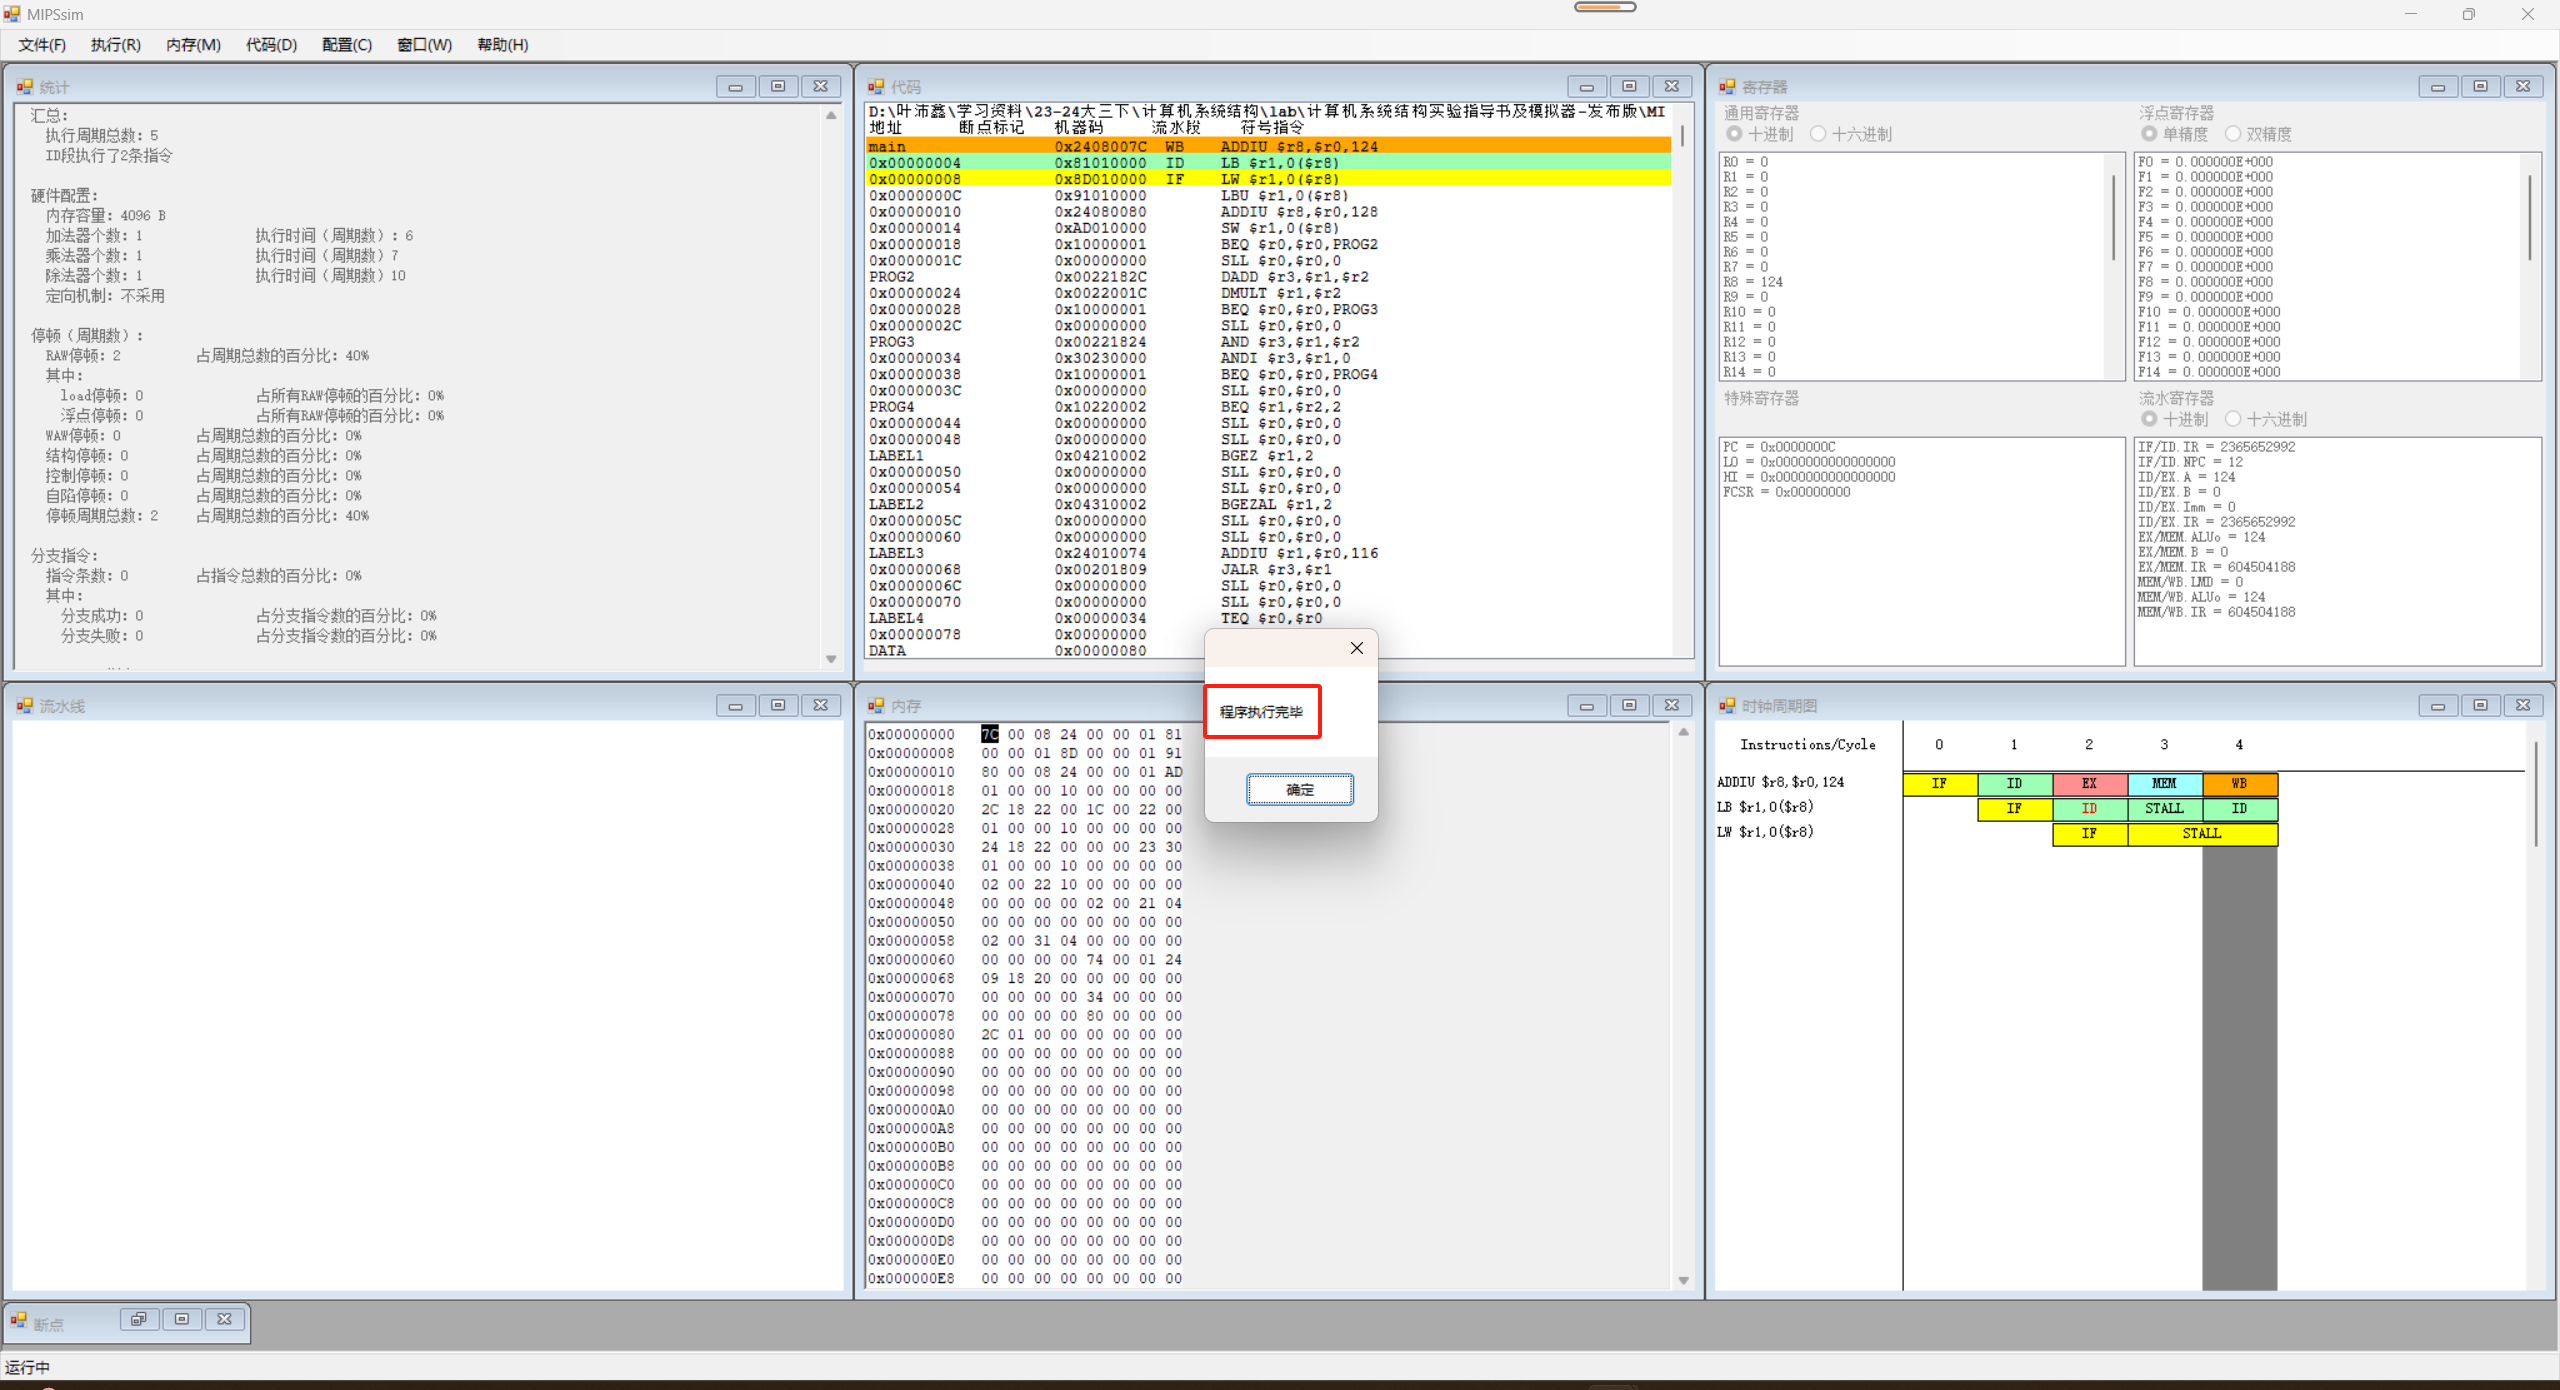 MIPSsim
文件(F) 执行(R) 内存(M) 代码(D) 配置(C) 窗口(W) 帮助(H)
统计
汇总:
执行周期总数: 5
ID段执行了2条指令
硬件配置:
内存容量: 4096 B
加法器个数: 1 执行时间（周期数）: 6
乘法器个数: 1 执行时间（周期数）7
除法器个数: 1 执行时间（周期数）10
定向机制: 不采用
停顿（周期数）:
RAW停顿: 2 占周期总数的百分比: 40%
其中:
load停顿: 0 占所有RAW停顿的百分比: 0%
浮点停顿: 0 占所有RAW停顿的百分比: 0%
WAW停顿: 0 占周期总数的百分比: 0%
结构停顿: 0 占周期总数的百分比: 0%
控制停顿: 0 占周期总数的百分比: 0%
自陷停顿: 0 占周期总数的百分比: 0%
停顿周期总数: 2 占周期总数的百分比: 40%
分支指令:
指令条数: 0 占指令总数的百分比: 0%
其中:
分支成功: 0 占分支指令数的百分比: 0%
分支失败: 0 占分支指令数的百分比: 0%
代码
D:\叶沛鑫\学习资料\23-24大三下\计算机系统结构\lab\计算机系统结构实验指导书及模拟器-发布版\MI
地址 断点标记 机器码 流水段 符号指令
main 0x2408007C WB ADDIU $r8,$r0,124
0x00000004 0x81010000 ID LB $r1,0($r8)
0x00000008 0x8D010000 IF LW $r1,0($r8)
0x0000000C 0x91010000 LBU $r1,0($r8)
0x00000010 0x24080080 ADDIU $r8,$r0,128
0x00000014 0xAD010000 SW $r1,0($r8)
0x00000018 0x10000001 BEQ $r0,$r0,PROG2
0x0000001C 0x00000000 SLL $r0,$r0,0
PROG2 0x0022182C DADD $r3,$r1,$r2
0x00000024 0x0022001C DMULT $r1,$r2
0x00000028 0x10000001 BEQ $r0,$r0,PROG3
0x0000002C 0x00000000 SLL $r0,$r0,0
PROG3 0x00221824 AND $r3,$r1,$r2
0x00000034 0x30230000 ANDI $r3,$r1,0
0x00000038 0x10000001 BEQ $r0,$r0,PROG4
0x0000003C 0x00000000 SLL $r0,$r0,0
PROG4 0x10220002 BEQ $r1,$r2,2
0x00000044 0x00000000 SLL $r0,$r0,0
0x00000048 0x00000000 SLL $r0,$r0,0
LABEL1 0x04210002 BGEZ $r1,2
0x00000050 0x00000000 SLL $r0,$r0,0
0x00000054 0x00000000 SLL $r0,$r0,0
LABEL2 0x04310002 BGEZAL $r1,2
0x0000005C 0x00000000 SLL $r0,$r0,0
0x00000060 0x00000000 SLL $r0,$r0,0
LABEL3 0x24010074 ADDIU $r1,$r0,116
0x00000068 0x00201809 JALR $r3,$r1
0x0000006C 0x00000000 SLL $r0,$r0,0
0x00000070 0x00000000 SLL $r0,$r0,0
LABEL4 0x00000034 TEQ $r0,$r0
0x00000078 0x00000000
DATA 0x00000080
寄存器
通用寄存器
十进制 十六进制
R0 = 0
R1 = 0
R2 = 0
R3 = 0
R4 = 0
R5 = 0
R6 = 0
R7 = 0
R8 = 124
R9 = 0
R10 = 0
R11 = 0
R12 = 0
R13 = 0
R14 = 0
浮点寄存器
单精度 双精度
F0 = 0.000000E+000
F1 = 0.000000E+000
F2 = 0.000000E+000
F3 = 0.000000E+000
F4 = 0.000000E+000
F5 = 0.000000E+000
F6 = 0.000000E+000
F7 = 0.000000E+000
F8 = 0.000000E+000
F9 = 0.000000E+000
F10 = 0.000000E+000
F11 = 0.000000E+000
F12 = 0.000000E+000
F13 = 0.000000E+000
F14 = 0.000000E+000
特殊寄存器
PC = 0x0000000C
LO = 0x0000000000000000
HI = 0x0000000000000000
FCSR = 0x00000000
流水寄存器
十进制 十六进制
IF/ID.IR = 2365652992
IF/ID.NPC = 12
ID/EX.A = 124
ID/EX.B = 0
ID/EX.Imm = 0
ID/EX.IR = 2365652992
EX/MEM.ALUo = 124
EX/MEM.B = 0
EX/MEM.IR = 604504188
MEM/WB.LMD = 0
MEM/WB.ALUo = 124
MEM/WB.IR = 604504188
流水线
内存
0x00000000 7C 00 08 24 00 00 01 81
0x00000008 00 00 01 8D 00 00 01 91
0x00000010 80 00 08 24 00 00 01 AD
0x00000018 01 00 00 10 00 00 00 00
0x00000020 2C 18 22 00 1C 00 22 00
0x00000028 01 00 00 10 00 00 00 00
0x00000030 24 18 22 00 00 00 23 30
0x00000038 01 00 00 10 00 00 00 00
0x00000040 02 00 22 10 00 00 00 00
0x00000048 00 00 00 00 02 00 21 04
0x00000050 00 00 00 00 00 00 00 00
0x00000058 02 00 31 04 00 00 00 00
0x00000060 00 00 00 00 74 00 01 24
0x00000068 09 18 20 00 00 00 00 00
0x00000070 00 00 00 00 34 00 00 00
0x00000078 00 00 00 00 80 00 00 00
0x00000080 2C 01 00 00 00 00 00 00
0x00000088 00 00 00 00 00 00 00 00
0x00000090 00 00 00 00 00 00 00 00
0x00000098 00 00 00 00 00 00 00 00
0x000000A0 00 00 00 00 00 00 00 00
0x000000A8 00 00 00 00 00 00 00 00
0x000000B0 00 00 00 00 00 00 00 00
0x000000B8 00 00 00 00 00 00 00 00
0x000000C0 00 00 00 00 00 00 00 00
0x000000C8 00 00 00 00 00 00 00 00
0x000000D0 00 00 00 00 00 00 00 00
0x000000D8 00 00 00 00 00 00 00 00
0x000000E0 00 00 00 00 00 00 00 00
0x000000E8 00 00 00 00 00 00 00 00
程序执行完毕
确定
时钟周期图
Instructions/Cycle 0 1 2 3 4
ADDIU $r8,$r0,124 IF ID EX MEM WB
LB $r1,0($r8) IF ID STALL ID
LW $r1,0($r8) IF STALL
断点
运行中